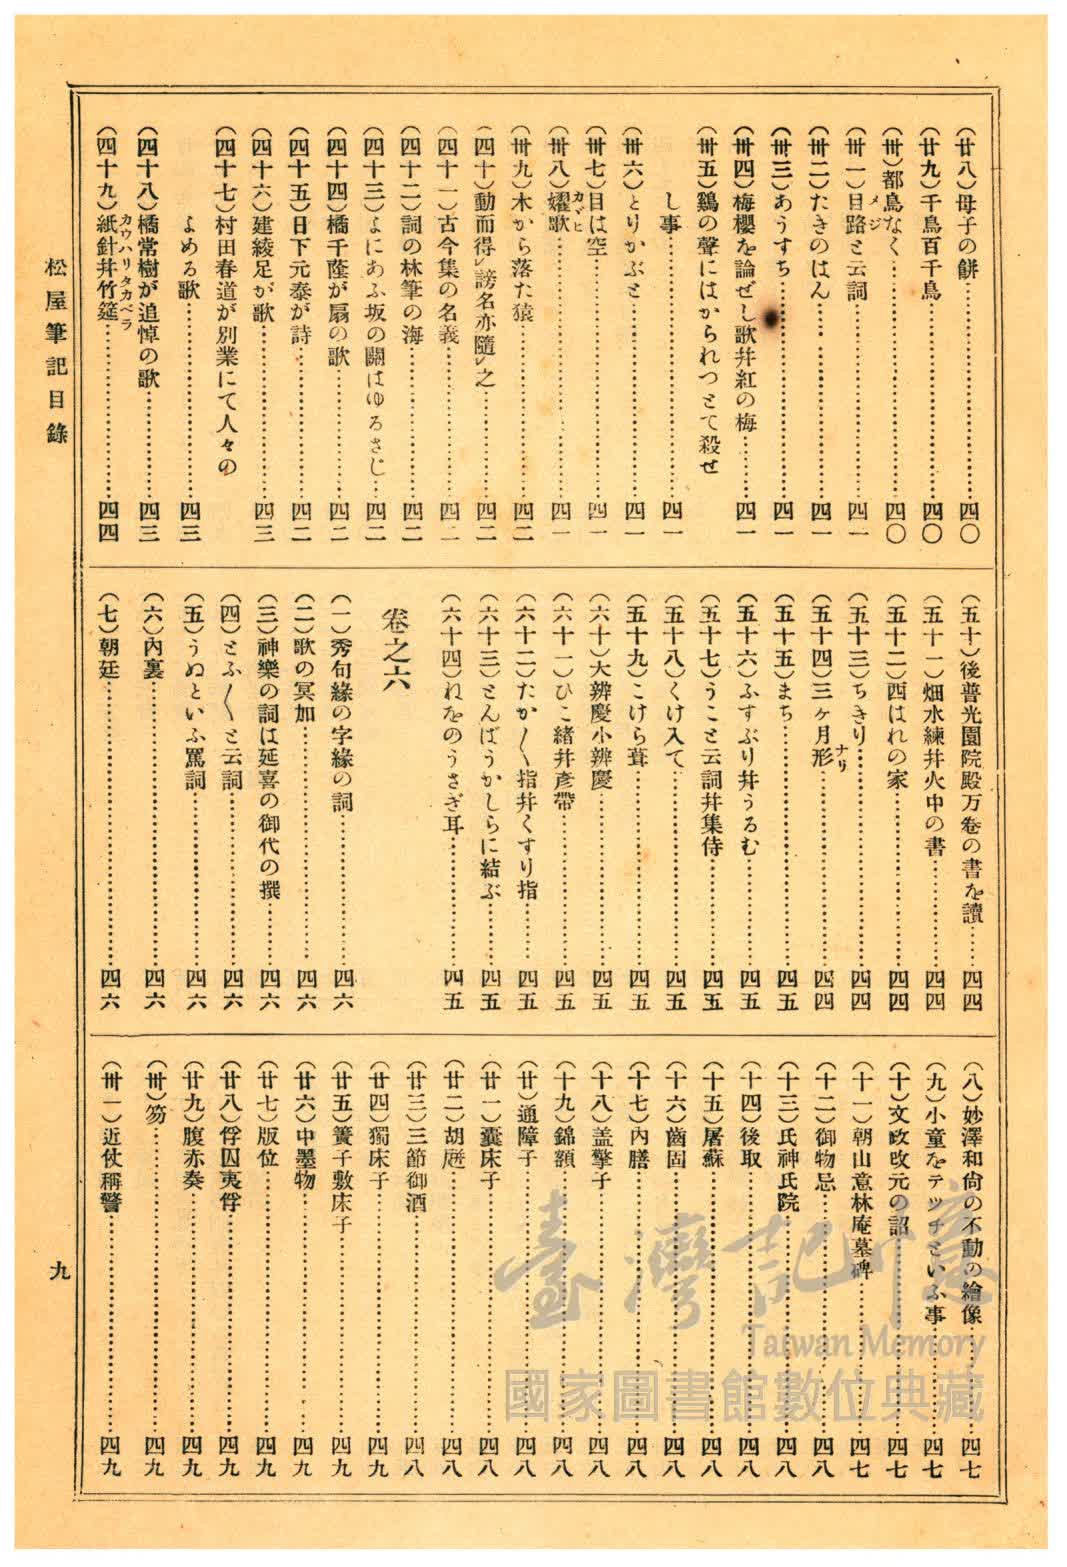 (廿八)母子の餅……………四〇
(廿九)千鳥百千鳥……………四〇
(卅)都鳥なく……………四〇
(卅一)目路と云詞……………四一
メジ
(卅二)たきのはん……………四一
(卅三)あうすち……………四一
(卅四)梅櫻を論ぜし歌幷紅の梅……四一
(卅五)鷄の聲にはかられつとて殺せ
し事……………四一
(卅六)とりかぶと……………四一
(卅七)目は空……………四一
(卅八)嬥歌……………四一
カガヒ
(卅九)木から落た猿……………四二
(四十)動而得レ謗名亦隨レ之……………四二
(四十一)古今集の名義……………四二
(四十二)詞の林筆の海……………四二
(四十三)よにあふ坂の關はゆるさじ…四二
(四十四)橘千蔭が扇の歌……………四二
(四十五)日下元泰が詩……………四二
(四十六)建綾足が歌……………四三
(四十七)村田春道が別業にて人々の
よめる歌……………四三
(四十八)橘常樹が追悼の歌……………四三
(四十九)紙針幷竹筵……………四四
カウハリタカベラ
(五十)後普光園院殿万卷の書を讀……四四
(五十一)畑水練幷火中の書……………四四
(五十二)西はれの家……………四四
(五十三)ちきり……………四四
(五十四)三ヶ月形……………四四
ナリ
(五十五)まち……………四五
(五十六)ふすぶり幷うるむ……………四五
(五十七)うこと云詞幷集侍……………四五
(五十八)くけ入て……………四五
(五十九)こけら葺……………四五
(六十)大辨慶小辨慶……………四五
(六十一)ひこ緒幷彥帶……………四五
(六十二)たか〱指幷くすり指……………四五
(六十三)とんばうかしらに結ぶ……四五
(六十四)ねをのうさぎ耳……………四五
卷之六
(一)秀句緣の字緣の詞……………四六
(二)歌の冥加……………四六
(三)神樂の詞は延喜の御代の撰……四六
(四)とふ〱と云詞……………四六
(五)うぬといふ罵詞……………四六
(六)內裏……………四六
(七)朝廷……………四六
(八)妙澤和尙の不動の繪像……………四七
(九)小童をテッチといふ事……………四七
(十)文政改元の詔……………四七
(十一)朝山意林庵墓碑……………四七
(十二)御物忌……………四八
(十三)氏神氏院……………四八
(十四)後取……………四八
(十五)屠蘇……………四八
(十六)齒固……………四八
(十七)內膳……………四八
(十八)盖擎子……………四八
(十九)錦額……………四八
(廿)通障子……………四八
(廿一)囊床子……………四八
(廿二)胡𨑒……………四八
(廿三)三節御酒……………四八
(廿四)獨床子……………四九
(廿五)簀子敷床子……………四九
(廿六)中墨物……………四九
(廿七)版位……………四九
(廿八)俘囚夷俘……………四九
(廿九)腹赤奏……………四九
(卅)笏……………四九
(卅一)近仗稱警……………四九
松屋筆記目錄
九
臺灣記憶
Taiwan Memory
國家圖書館數位典藏